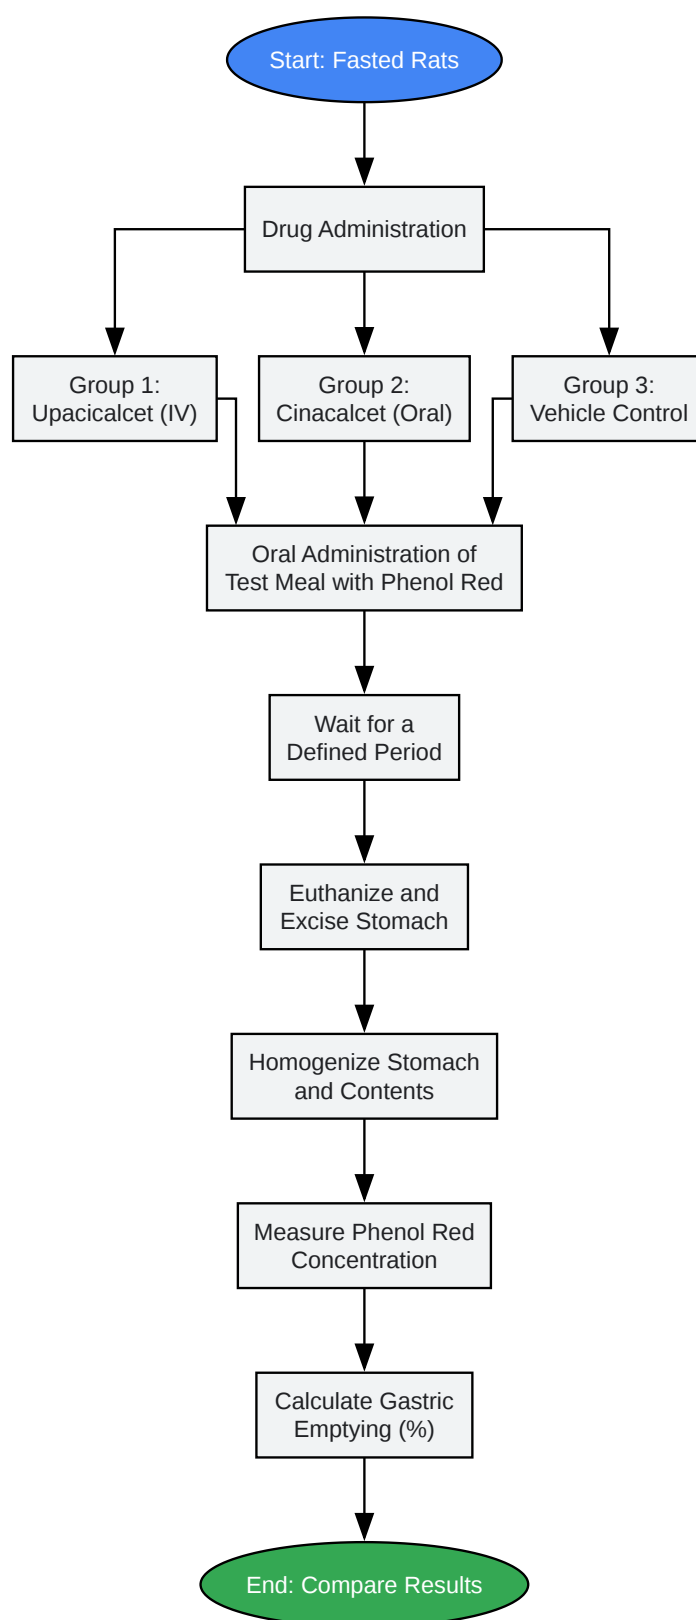 Start: Fasted Rats
Drug Administration
Group 1:
Upacicalcet (IV)
Group 2:
Cinacalcet (Oral)
Group 3:
Vehicle Control
Oral Administration of
Test Meal with Phenol Red
Wait for a
Defined Period
Euthanize and
Excise Stomach
Homogenize Stomach
and Contents
Measure Phenol Red
Concentration
Calculate Gastric
Emptying (%)
End: Compare Results